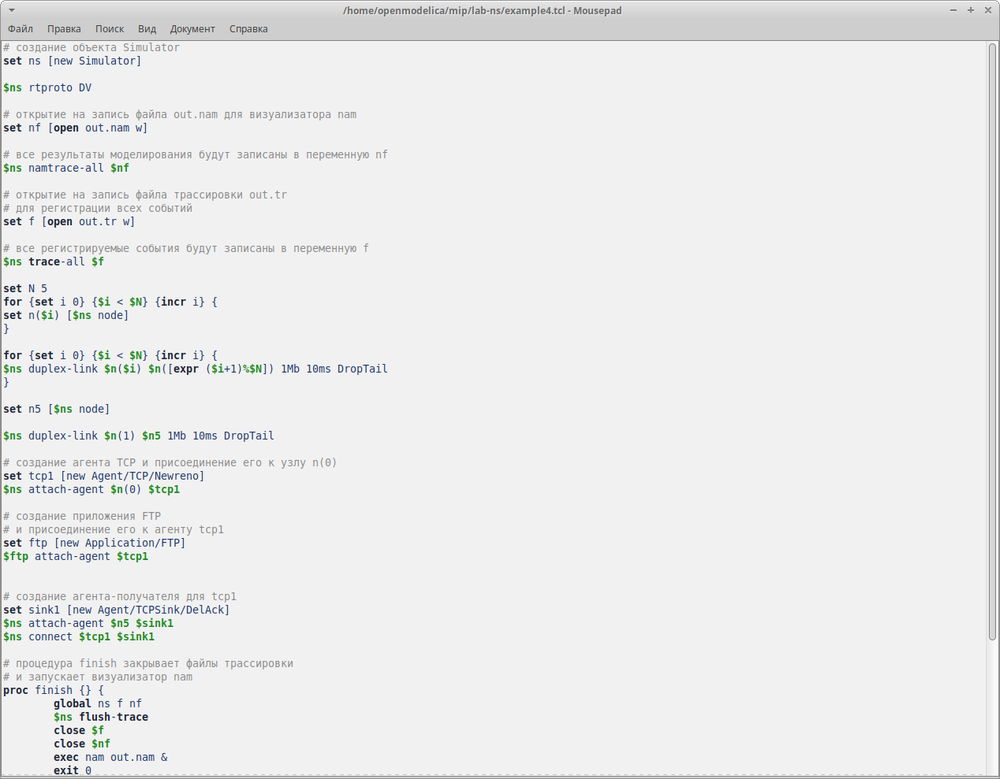 /home/openmodelica/mip/lab-ns/example4.tcl - Mousepad
Файл Правка Поиск Вид Документ Справка
# создание объекта Simulator
set ns [new Simulator]
$ns rtproto DV
# открытие на запись файла out.nam для визуализатора nam
set nf [open out.nam w]
# все результаты моделирования будут записаны в переменную nf
$ns namtrace-all $nf
# открытие на запись файла трассировки out.tr
# для регистрации всех событий
set f [open out.tr w]
# все регистрируемые события будут записаны в переменную f
$ns trace-all $f
set N 5
for {set i 0} {$i < $N} {incr i} {
set n($i) [$ns node]
}
for {set i 0} {$i < $N} {incr i} {
$ns duplex-link $n($i) $n([expr ($i+1)%$N]) 1Mb 10ms DropTail
}
set n5 [$ns node]
$ns duplex-link $n(1) $n5 1Mb 10ms DropTail
# создание агента TCP и присоединение его к узлу n(0)
set tcp1 [new Agent/TCP/Newreno]
$ns attach-agent $n(0) $tcp1
# создание приложения FTP
# и присоединение его к агенту tcp1
set ftp [new Application/FTP]
$ftp attach-agent $tcp1
# создание агента-получателя для tcp1
set sink1 [new Agent/TCPSink/DelAck]
$ns attach-agent $n5 $sink1
$ns connect $tcp1 $sink1
# процедура finish закрывает файлы трассировки
# и запускает визуализатор nam
proc finish {} {
        global ns f nf
        $ns flush-trace
        close $f
        close $nf
        exec nam out.nam &
        exit 0